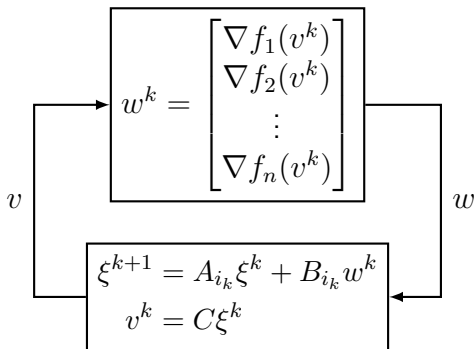 w^k = [∇f_1(v^k)
∇f_2(v^k)
⋮
∇f_n(v^k)]
v
w
ξ^{k+1} = A_{i_k} ξ^k + B_{i_k} w^k
v^k = Cξ^k